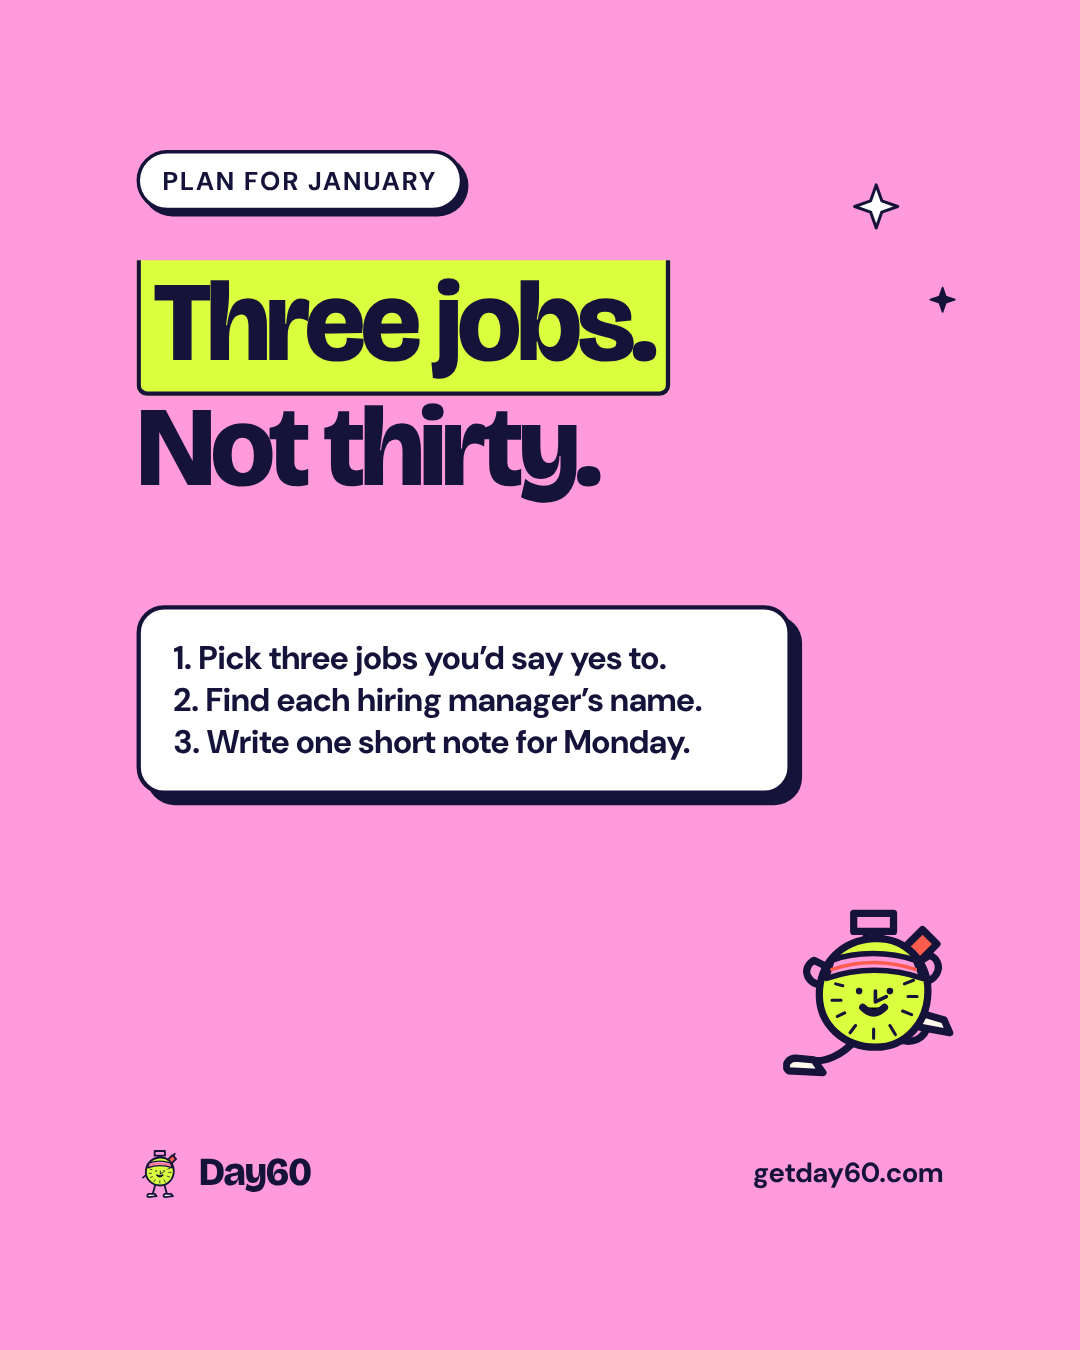 PLAN FOR JANUARY
Three jobs.
Not thirty.
1. Pick three jobs you’d say yes to.
2. Find each hiring manager’s name.
3. Write one short note for Monday.
Day60
getday60.com